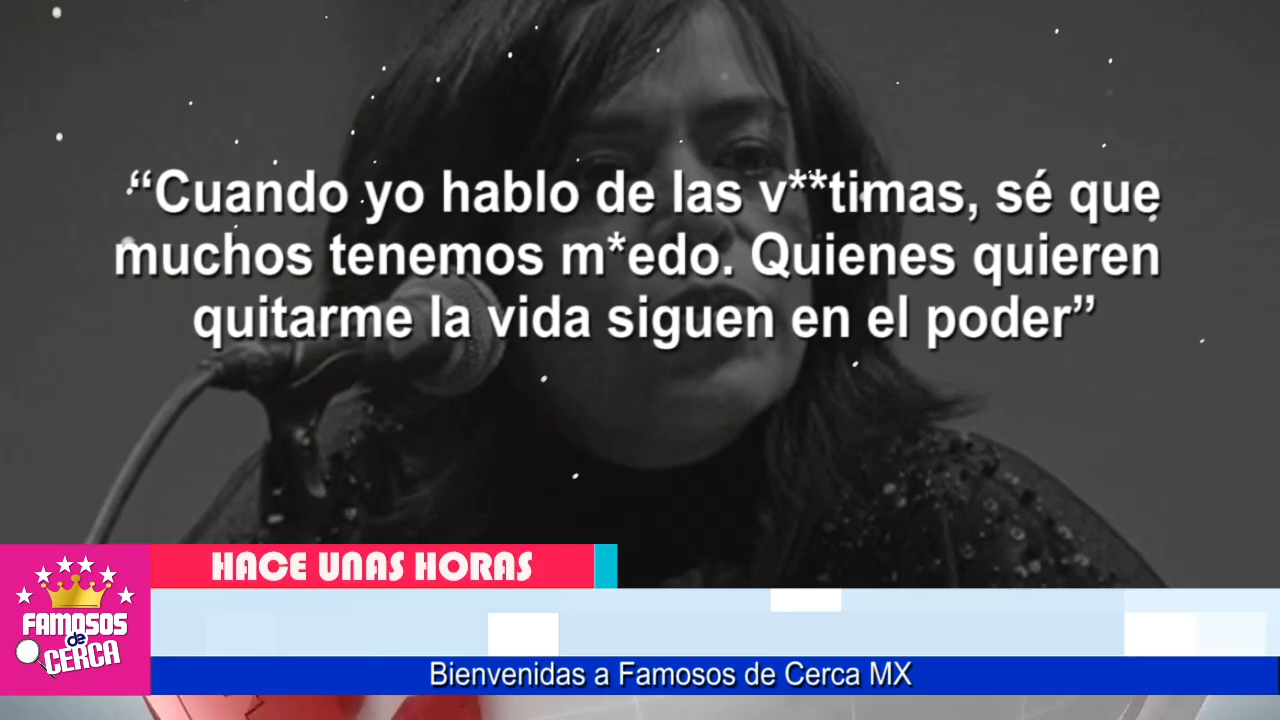 “Cuando yo hablo de las v**timas, sé que
muchos tenemos m*edo. Quienes quieren
quitarme la vida siguen en el poder”
HACE UNAS HORAS
FAMOSOS
de
CERCA
Bienvenidas a Famosos de Cerca MX